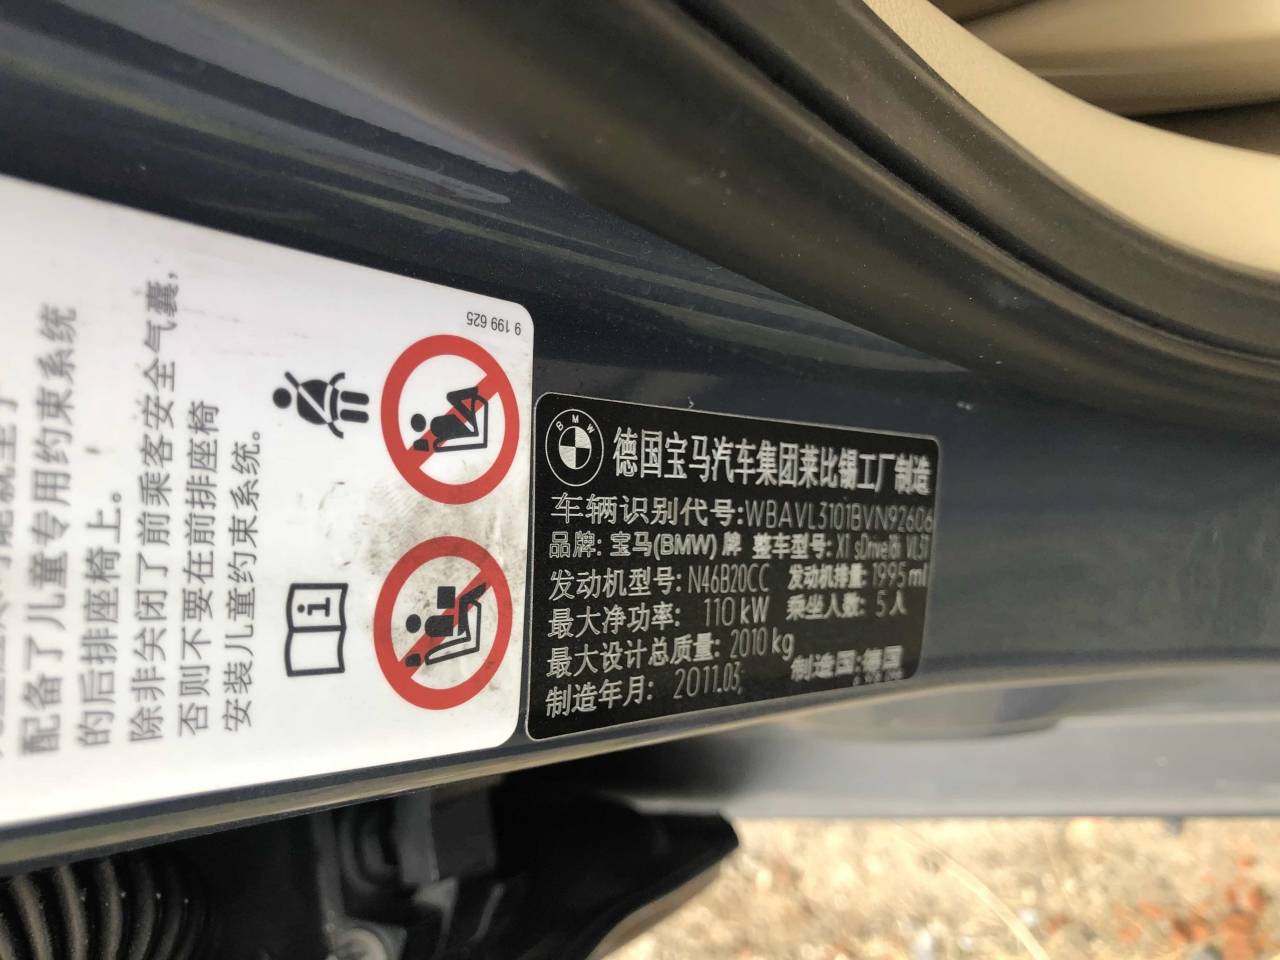 配备了儿童专用约束系统
的后排座椅上。
除非关闭了前乘客安全气囊,
否则不要在前排座椅
安装儿童约束系统。
9 199 625
BMW
德国宝马汽车集团莱比锡工厂制造
车辆识别代号:WBAVL3101BVN92606
品牌: 宝马(BMW) 牌 整车型号: X1 sDrive18i VL31
发动机型号: N46B20CC 发动机排量: 1995 ml
最大净功率: 110 kW 乘坐人数: 5 人
最大设计总质量: 2010 kg
制造年月: 2011.03 制造国:德国